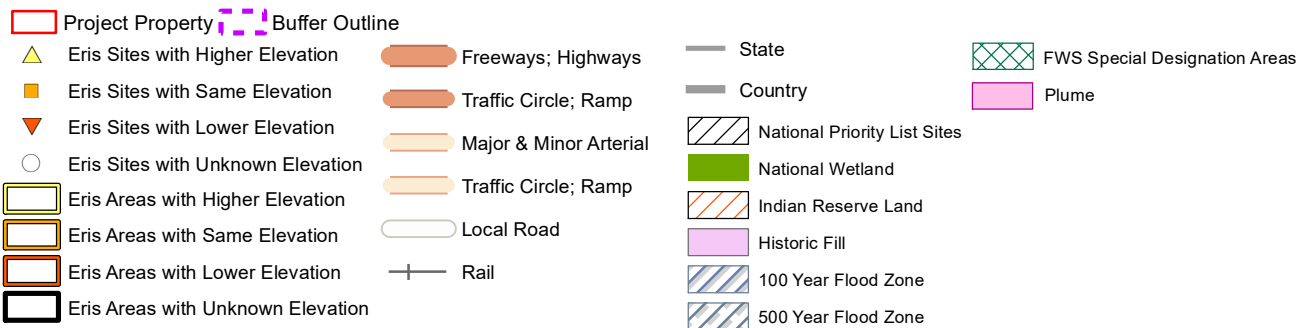 Project Property
Buffer Outline
Eris Sites with Higher Elevation
Eris Sites with Same Elevation
Eris Sites with Lower Elevation
Eris Sites with Unknown Elevation
Eris Areas with Higher Elevation
Eris Areas with Same Elevation
Eris Areas with Lower Elevation
Eris Areas with Unknown Elevation
Freeways; Highways
Traffic Circle; Ramp
Major & Minor Arterial
Traffic Circle; Ramp
Local Road
Rail
State
Country
National Priority List Sites
National Wetland
Indian Reserve Land
Historic Fill
100 Year Flood Zone
500 Year Flood Zone
FWS Special Designation Areas
Plume